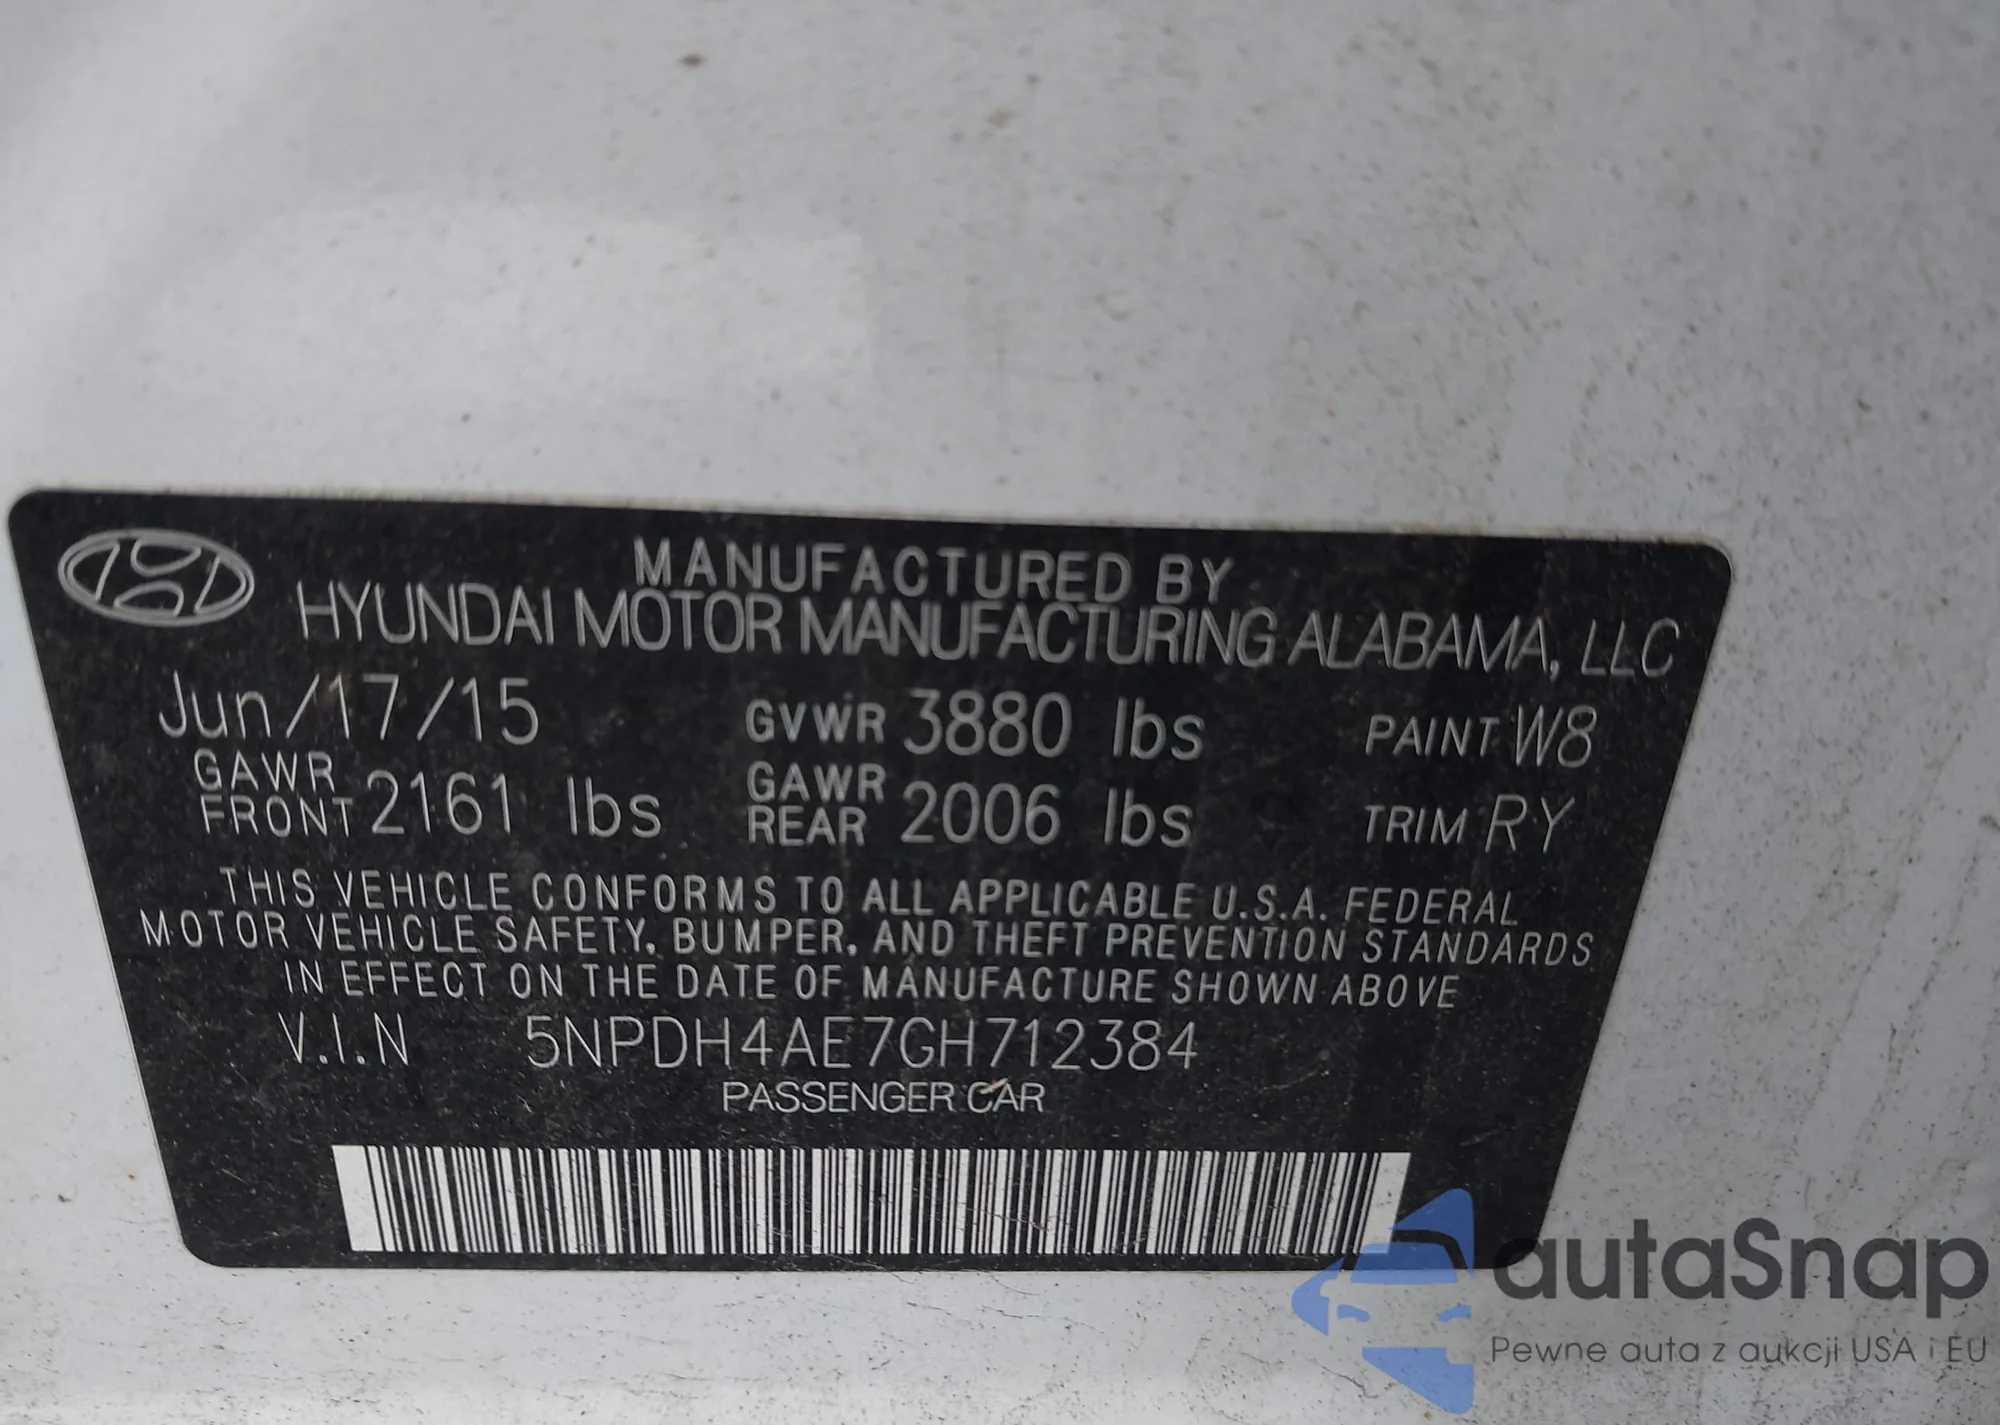 MANUFACTURED BY
HYUNDAI MOTOR MANUFACTURING ALABAMA, LLC
Jun/17/15 GVWR 3880 lbs PAINT W8
GAWR FRONT 2161 lbs GAWR REAR 2006 lbs TRIM RY
THIS VEHICLE CONFORMS TO ALL APPLICABLE U.S.A. FEDERAL
MOTOR VEHICLE SAFETY, BUMPER, AND THEFT PREVENTION STANDARDS
IN EFFECT ON THE DATE OF MANUFACTURE SHOWN ABOVE
V.I.N 5NPDH4AE7GH712384
PASSENGER CAR
autaSnap
Pewne auta z aukcji USA i EU